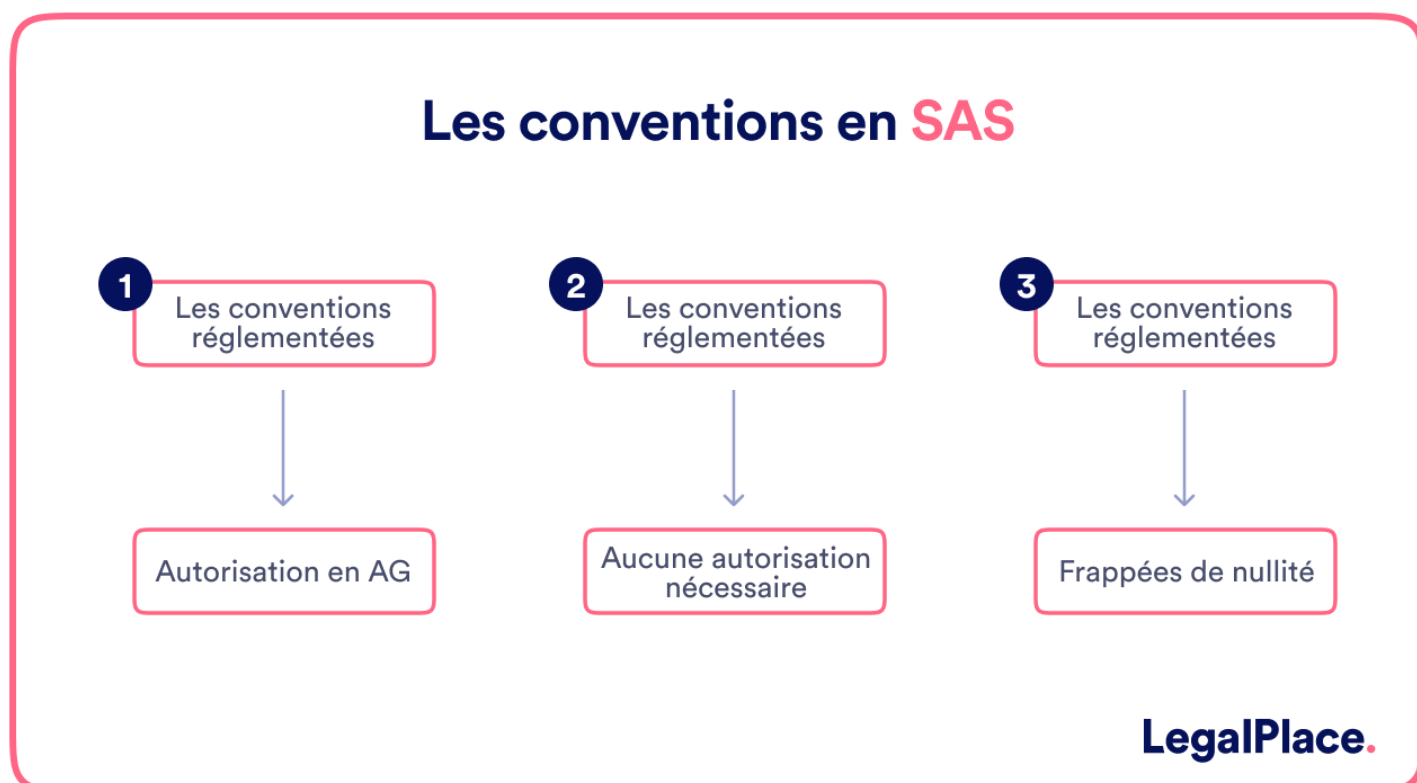 Les conventions en SAS
1
Les conventions
réglementées
Autorisation en AG
2
Les conventions
réglementées
Aucune autorisation
nécessaire
3
Les conventions
réglementées
Frappées de nullité
LegalPlace.